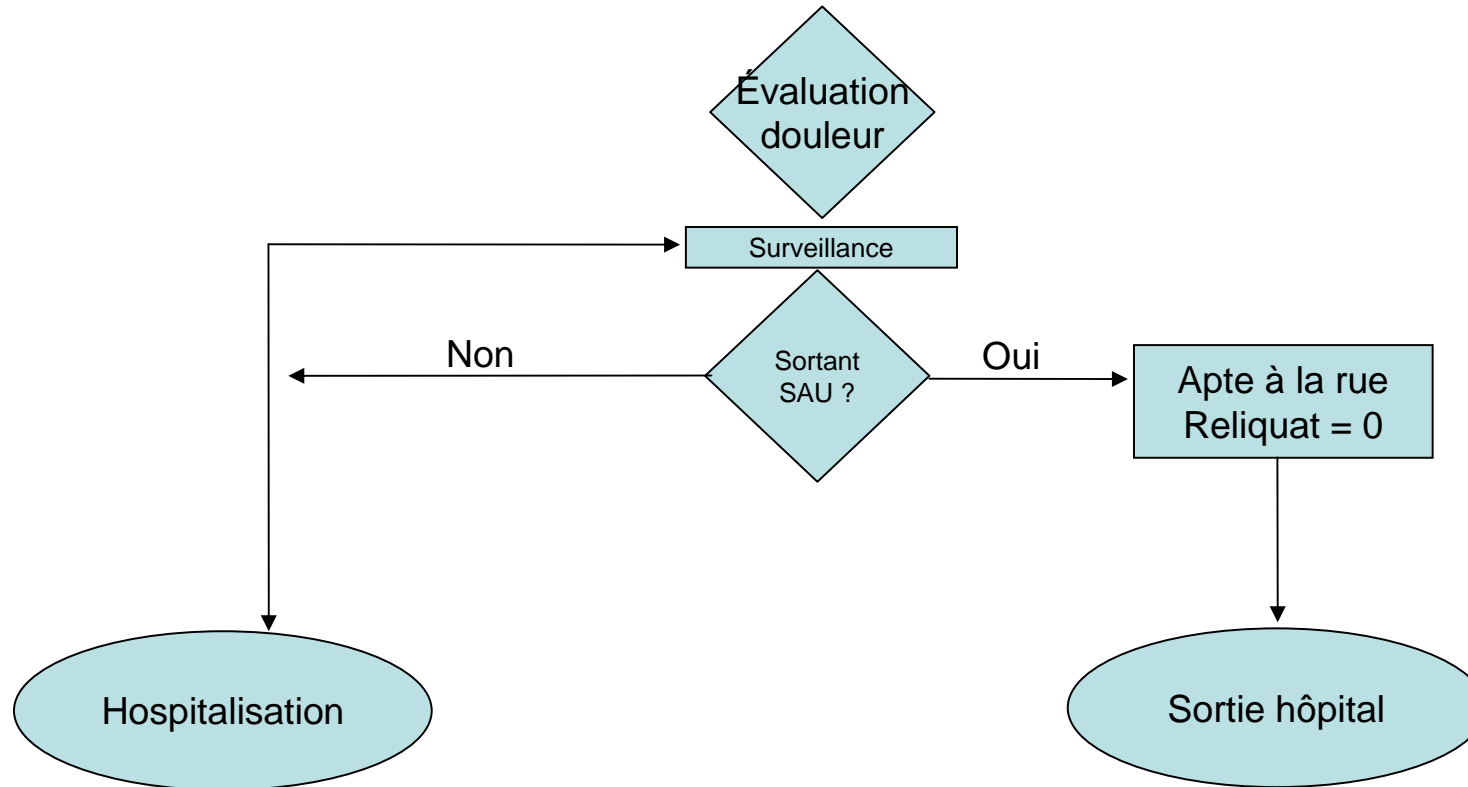 Évaluation
douleur
Surveillance
Non
Sortant
SAU ?
Oui
Apte à la rue
Reliquat = 0
Hospitalisation
Sortie hôpital